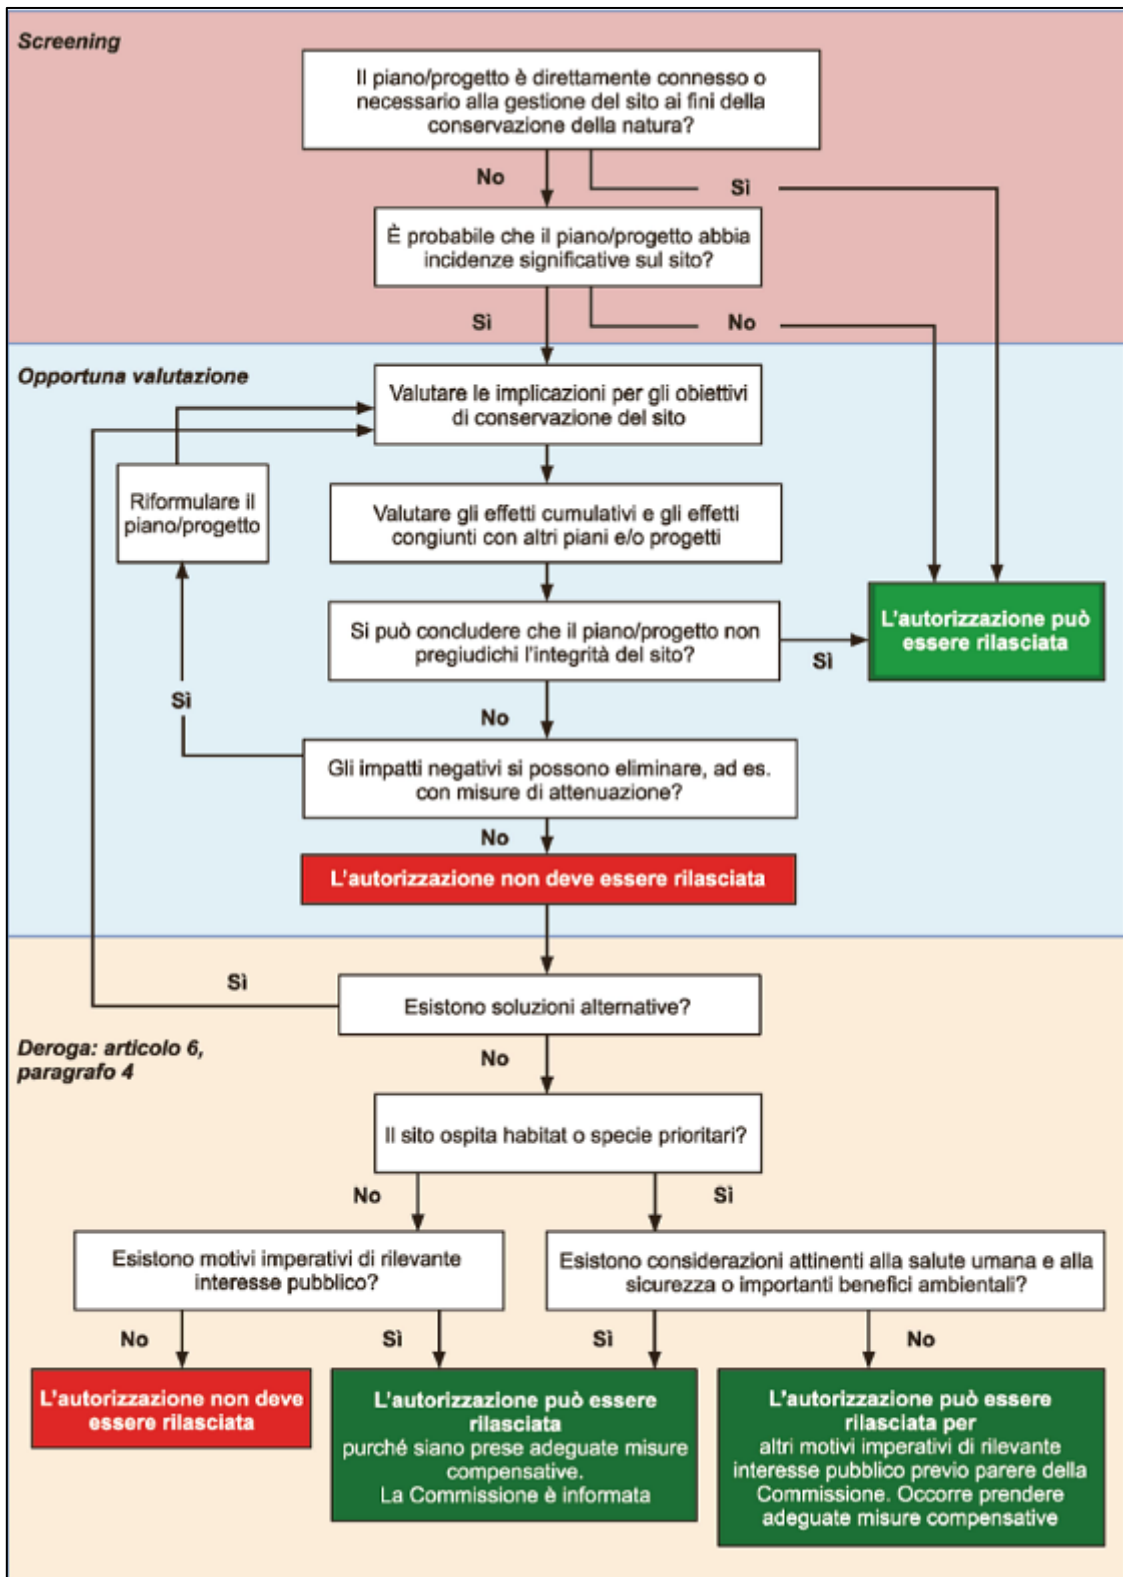 Screening
Il piano/progetto è direttamente connesso o
necessario alla gestione del sito ai fini della
conservazione della natura?
No
Sì
È probabile che il piano/progetto abbia
incidenze significative sul sito?
Sì
No
Opportuna valutazione
Valutare le implicazioni per gli obiettivi
di conservazione del sito
Riformulare il
piano/progetto
Valutare gli effetti cumulativi e gli effetti
congiunti con altri piani e/o progetti
L'autorizzazione può
essere rilasciata
Si può concludere che il piano/progetto non
pregiudichi l'integrità del sito?
Sì
Sì
No
Gli impatti negativi si possono eliminare, ad es.
con misure di attenuazione?
No
L'autorizzazione non deve essere rilasciata
Sì
Esistono soluzioni alternative?
Deroga: articolo 6,
paragrafo 4
No
Il sito ospita habitat o specie prioritari?
No
Sì
Esistono motivi imperativi di rilevante
interesse pubblico?
Esistono considerazioni attinenti alla salute umana e alla
sicurezza o importanti benefici ambientali?
No
Sì
Sì
No
L'autorizzazione non deve
essere rilasciata
L'autorizzazione può essere
rilasciata
purché siano prese adeguate misure
compensative.
La Commissione è informata
L'autorizzazione può essere
rilasciata per
altri motivi imperativi di rilevante
interesse pubblico previo parere della
Commissione. Occorre prendere
adeguate misure compensative